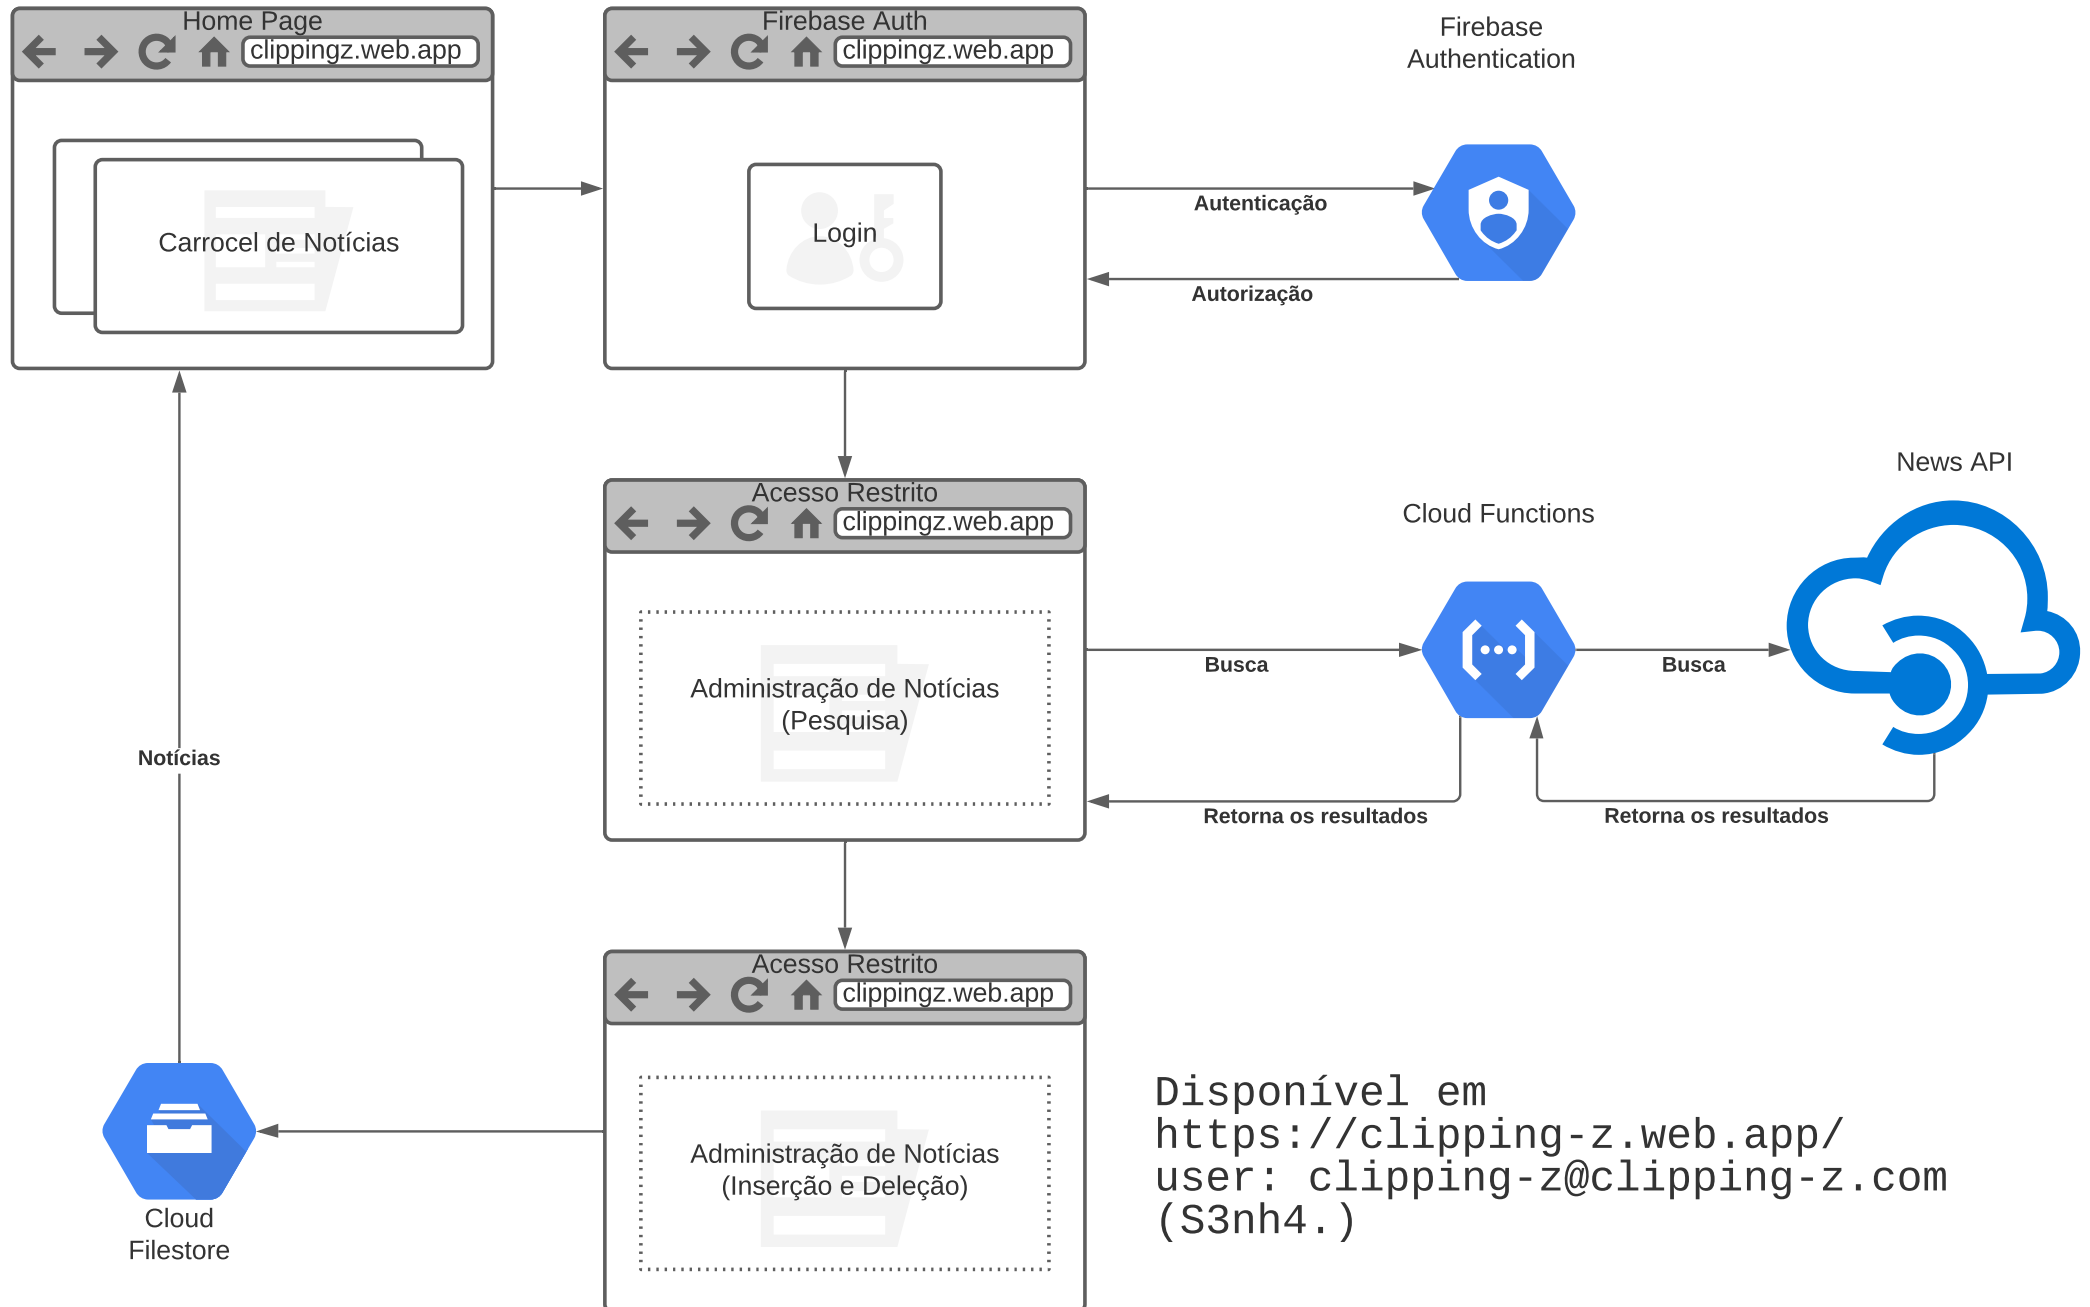 Home Page
clippingz.web.app
Carrocel de Notícias
Firebase Auth
clippingz.web.app
Login
Firebase
Authentication
Autenticação
Autorização
Acesso Restrito
clippingz.web.app
Administração de Notícias
(Pesquisa)
Busca
Retorna os resultados
Cloud Functions
Busca
Retorna os resultados
News API
Notícias
Acesso Restrito
clippingz.web.app
Administração de Notícias
(Inserção e Deleção)
Cloud
Filestore
Disponível em
https://clipping-z.web.app/
user: clipping-z@clipping-z.com
(S3nh4.)